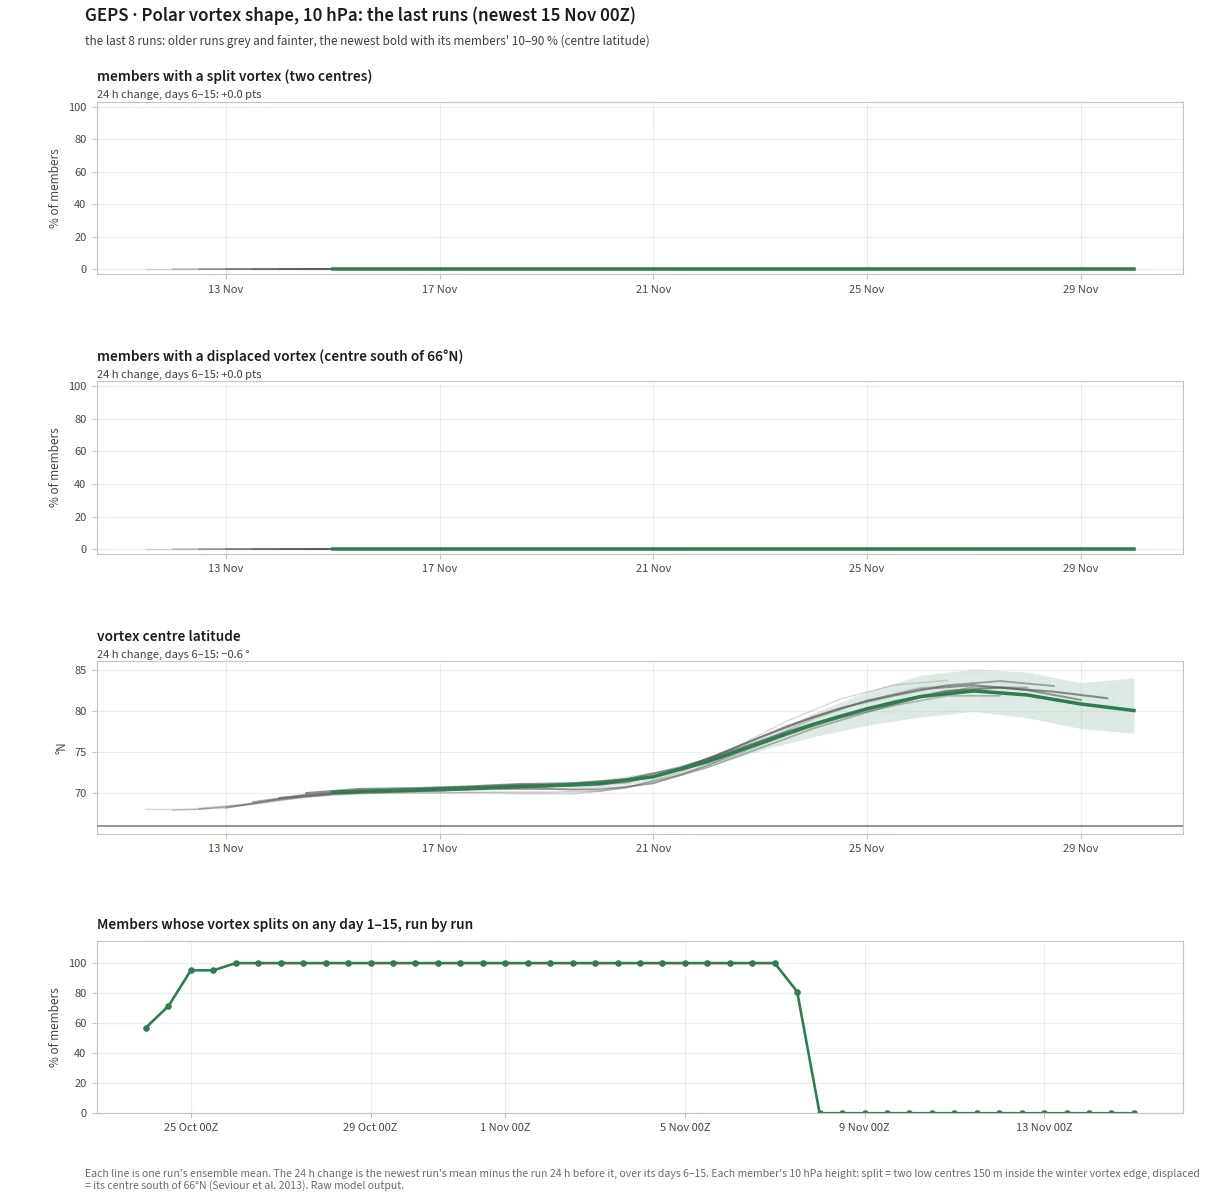 GEPS · Polar vortex shape, 10 hPa: the last runs (newest 15 Nov 00Z)
the last 8 runs: older runs grey and fainter, the newest bold with its members' 10–90 % (centre latitude)
members with a split vortex (two centres)
24 h change, days 6–15: +0.0 pts
100
80
60
40
20
0
% of members
13 Nov
17 Nov
21 Nov
25 Nov
29 Nov
members with a displaced vortex (centre south of 66°N)
24 h change, days 6–15: +0.0 pts
100
80
60
40
20
0
% of members
13 Nov
17 Nov
21 Nov
25 Nov
29 Nov
vortex centre latitude
24 h change, days 6–15: −0.6 °
85
80
75
70
°N
13 Nov
17 Nov
21 Nov
25 Nov
29 Nov
Members whose vortex splits on any day 1–15, run by run
100
80
60
40
20
0
% of members
25 Oct 00Z
29 Oct 00Z
1 Nov 00Z
5 Nov 00Z
9 Nov 00Z
13 Nov 00Z
Each line is one run's ensemble mean. The 24 h change is the newest run's mean minus the run 24 h before it, over its days 6–15. Each member's 10 hPa height: split = two low centres 150 m inside the winter vortex edge, displaced
= its centre south of 66°N (Seviour et al. 2013). Raw model output.